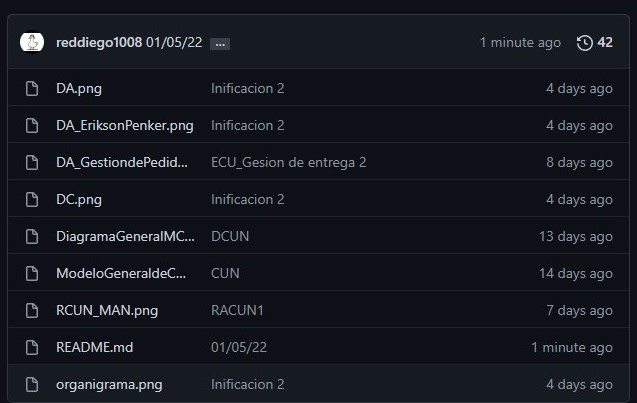 reddiego1008 01/05/22 ... 1 minute ago 42
DA.png Inificacion 2 4 days ago
DA_EriksonPenker.png Inificacion 2 4 days ago
DA_GestiondePedid... ECU_Gesion de entrega 2 8 days ago
DC.png Inificacion 2 4 days ago
DiagramaGeneralMC... DCUN 13 days ago
ModeloGeneraldeC... CUN 14 days ago
RCUN_MAN.png RACUN1 7 days ago
README.md 01/05/22 1 minute ago
organigrama.png Inificacion 2 4 days ago